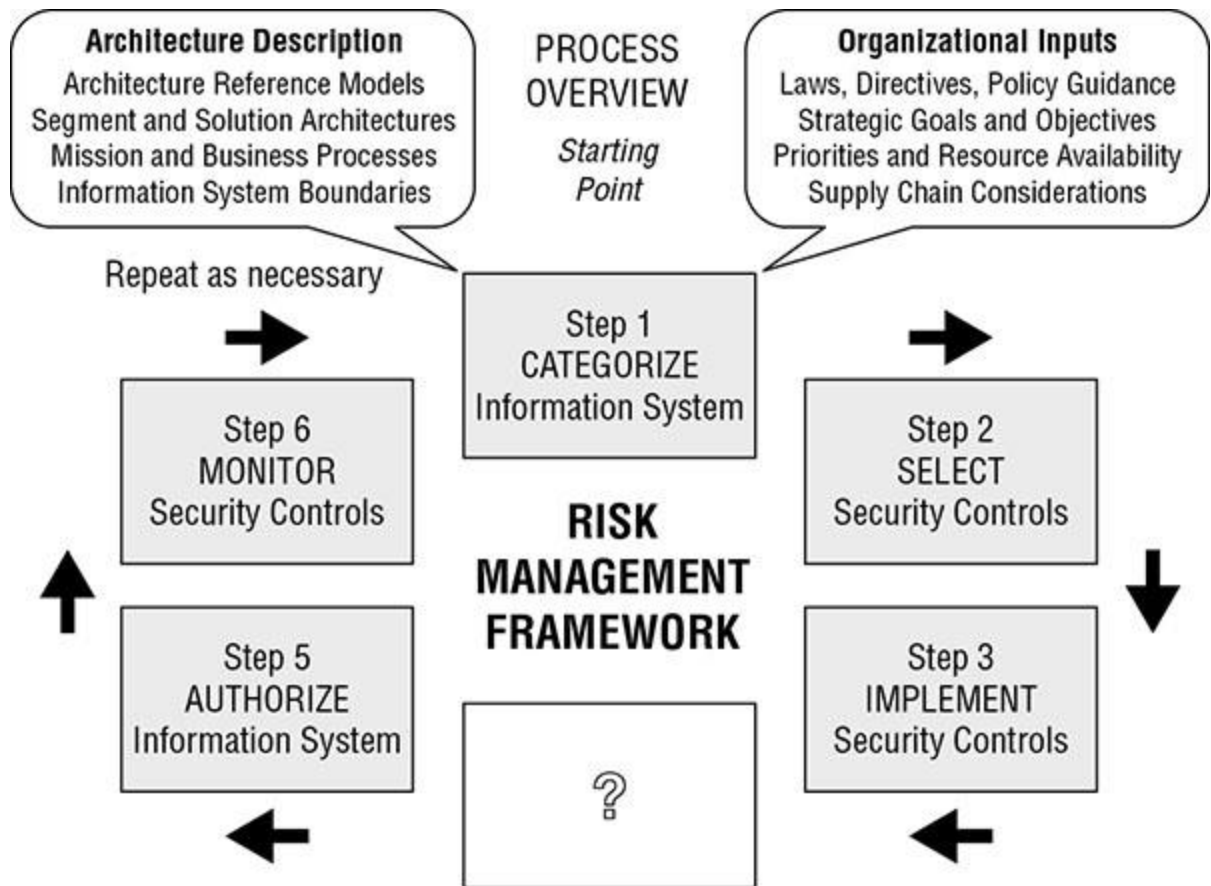 Architecture Description
Architecture Reference Models
Segment and Solution Architectures
Mission and Business Processes
Information System Boundaries
PROCESS
OVERVIEW
Starting
Point
Organizational Inputs
Laws, Directives, Policy Guidance
Strategic Goals and Objectives
Priorities and Resource Availability
Supply Chain Considerations
Repeat as necessary
Step 1
CATEGORIZE
Information System
Step 6
MONITOR
Security Controls
Step 2
SELECT
Security Controls
RISK
MANAGEMENT
FRAMEWORK
Step 5
AUTHORIZE
Information System
Step 3
IMPLEMENT
Security Controls
?